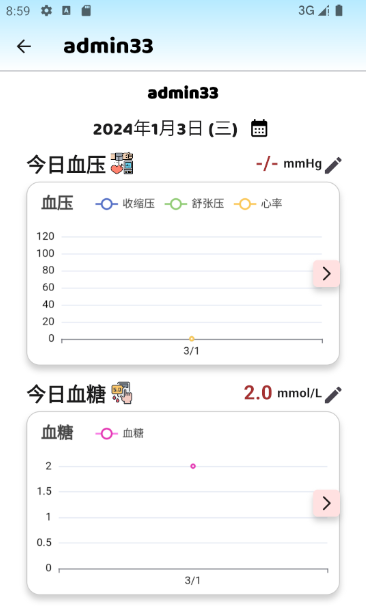 8:59 3G
admin33
admin33
2024年1月3日 (三)
今日血压 -/- mmHg
血压 收缩压 舒张压 心率
120
100
80
60
40
20
0
3/1
今日血糖 2.0 mmol/L
血糖 血糖
2
1.5
1
0.5
0
3/1